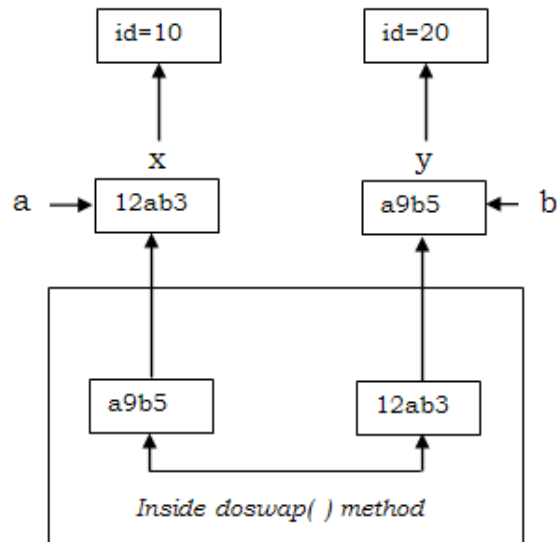 id=10 id=20
x y
a 12ab3 a9b5 b
a9b5 12ab3
Inside doswap( ) method